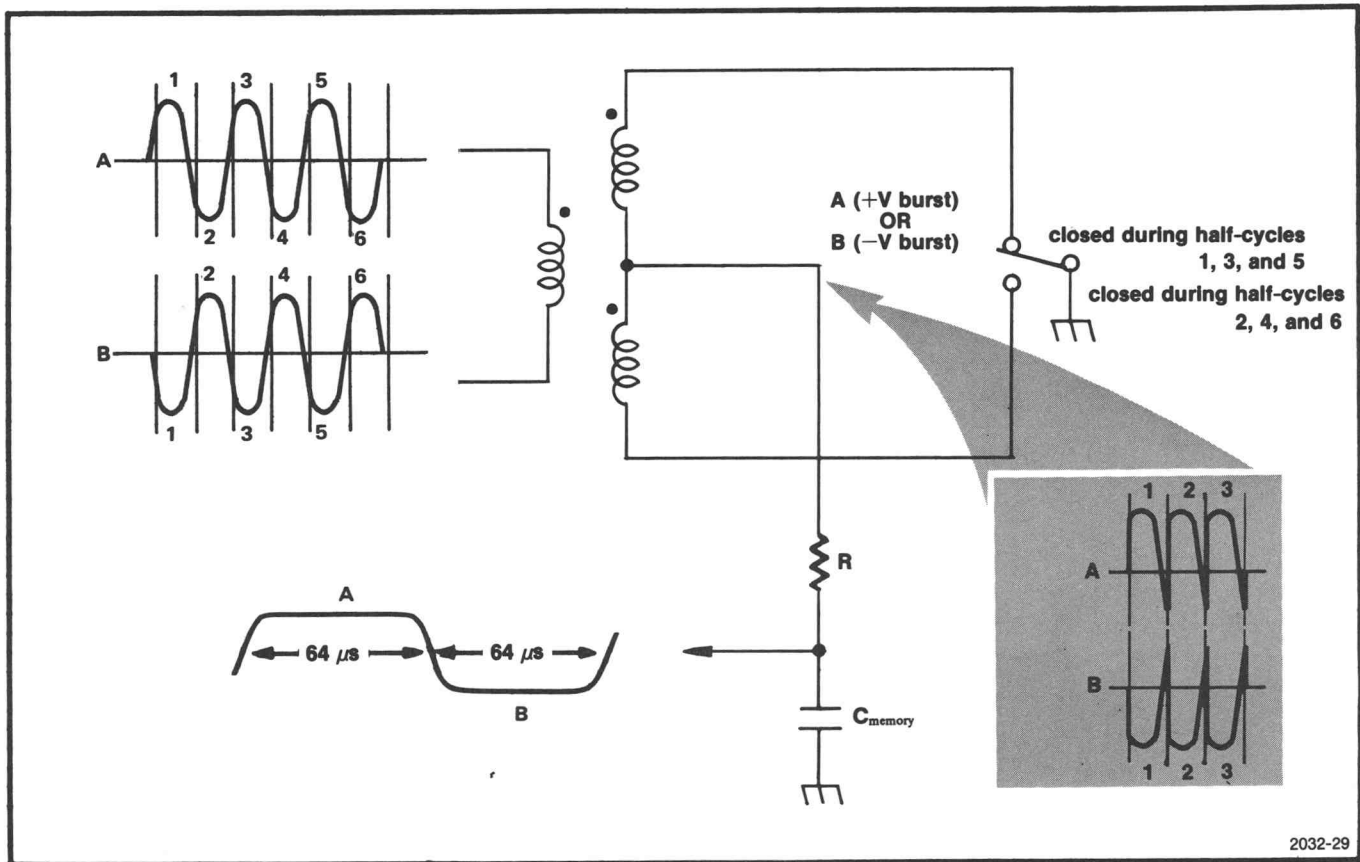 1 3 5
A
2 4 6
2 4 6
B
1 3 5
A (+V burst)
OR
B (−V burst)
closed during half-cycles
1, 3, and 5
closed during half-cycles
2, 4, and 6
1 2 3
A
B
1 2 3
R
A
64 μs 64 μs
B
Cmemory
2032-29